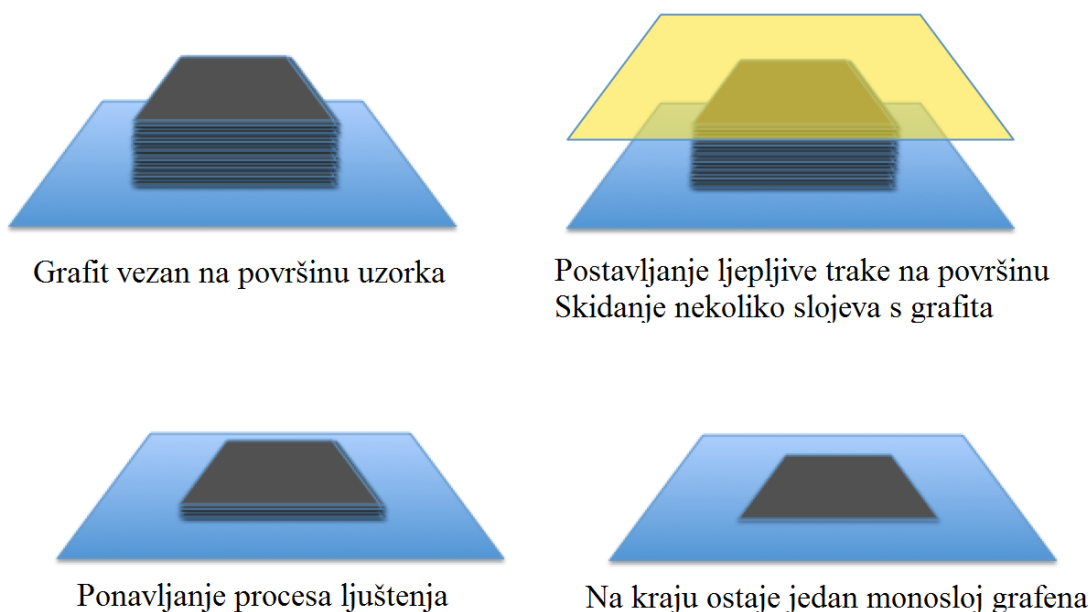 Grafit vezan na površinu uzorka
Postavljanje ljepljive trake na površinu
Skidanje nekoliko slojeva s grafita
Ponavljanje procesa ljuštenja
Na kraju ostaje jedan monosloj grafena